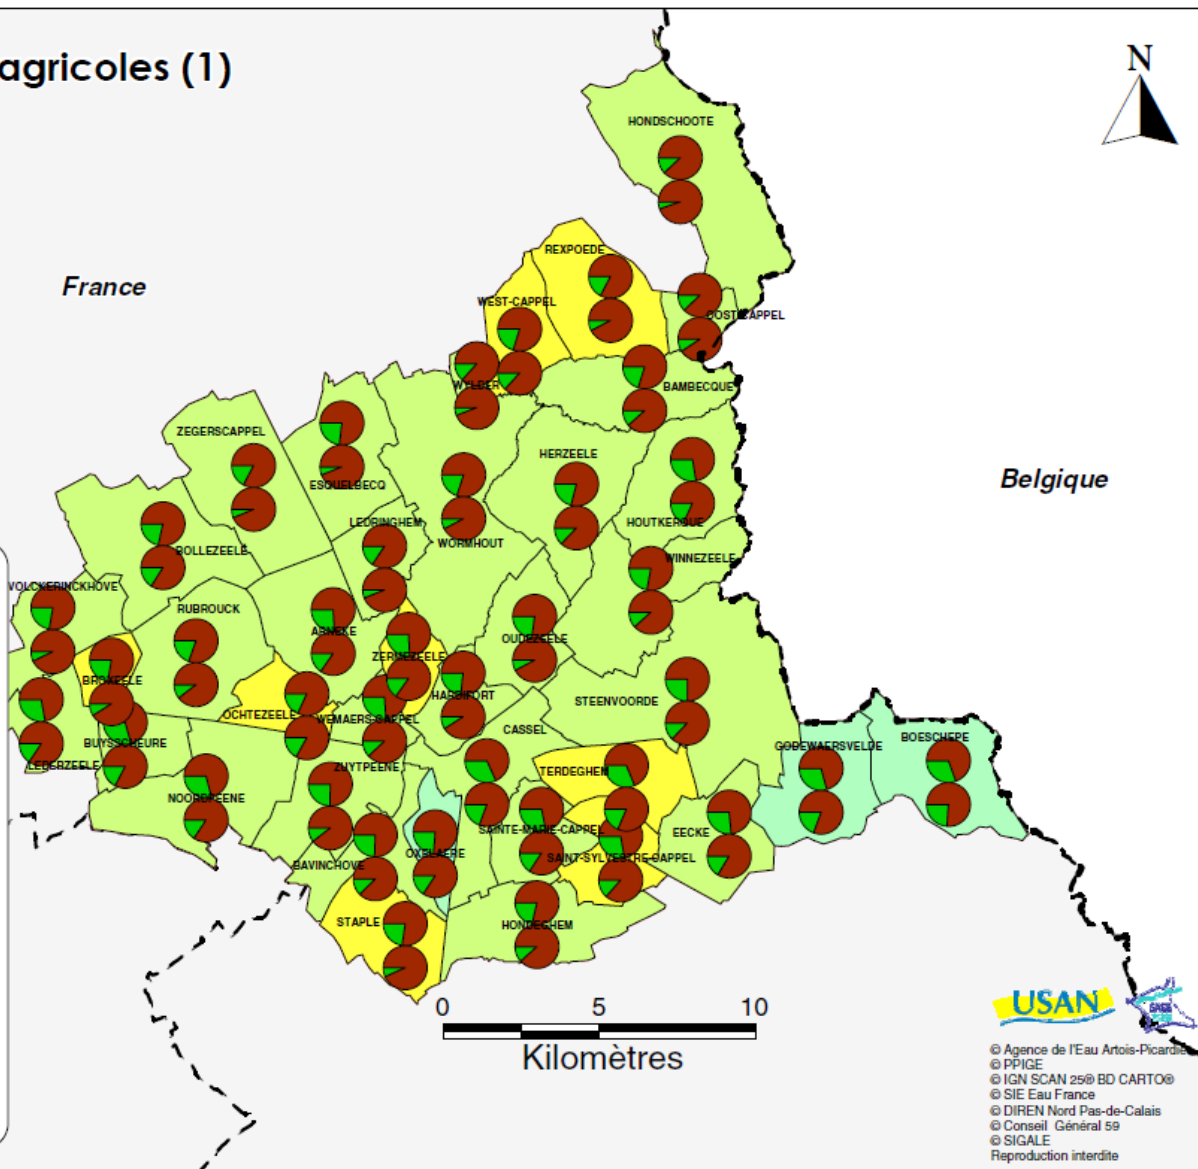 agricoles (1)
N
HONDSCHOOTE
REXPOEDE
France
WEST-CAPPEL
OOST-CAPPEL
WYLDER
BAMBECQUE
ZEGERSCAPPEL
HERZEELE
Belgique
ESQUELBECQ
LEDRINGHEM
HOUTKERQUE
WORMHOUT
BOLLEZEELE
WINNEZEELE
VOLCKERINCKHOVE
RUBROUCK
ARNEKE
OUDEZEELE
ZERMEZEELE
BROXEELE
HARDIFORT
STEENVOORDE
OCHTEZEELE
WEMAERS-CAPPEL
CASSEL
BOESCHEPE
BUYSSCHEURE
GODEWAERSVELDE
LEDERZEELE
ZUYTPEENE
TERDEGHEM
NOORDPEENE
SAINTE-MARIE-CAPPEL
EECKE
OXELAERE
SAINT-SYLVESTRE-CAPPEL
BAVINCHOVE
STAPLE
HONDEGHEM
0 5 10
Kilomètres
USAN
SAGE
© Agence de l'Eau Artois-Picardie
© PPIGE
© IGN SCAN 25® BD CARTO®
© SIE Eau France
© DIREN Nord Pas-de-Calais
© Conseil Général 59
© SIGALE
Reproduction interdite